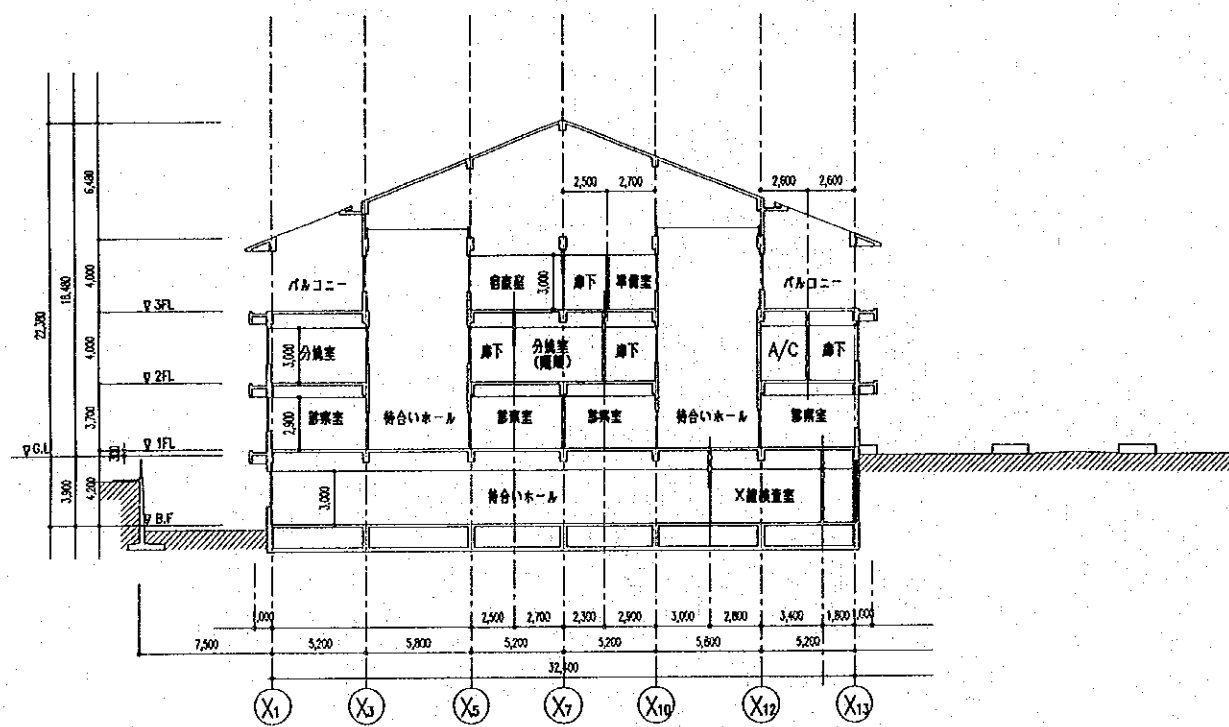 2,500 2,700
2,600 2,600
6,480
4,000
4,000
3,700
4,200
300
18,480
3,900
22,380
▽3FL
▽2FL
▽1FL
▽G.L
▽B.F
バルコニー
宿直室
3,000
廊下
準備室
バルコニー
3,000
分娩室
廊下
分娩室
廊下
A/C
廊下
2,900
診察室
待合いホール
診察室
診察室
待合いホール
診察室
3,000
待合いホール
X線検査室
1,000 2,500 2,700 2,300 2,900 3,000 2,800 3,400 1,800 1,000
7,500 5,200 5,800 5,200 5,200 5,800 5,200
32,400
X1 X3 X5 X7 X10 X12 X13